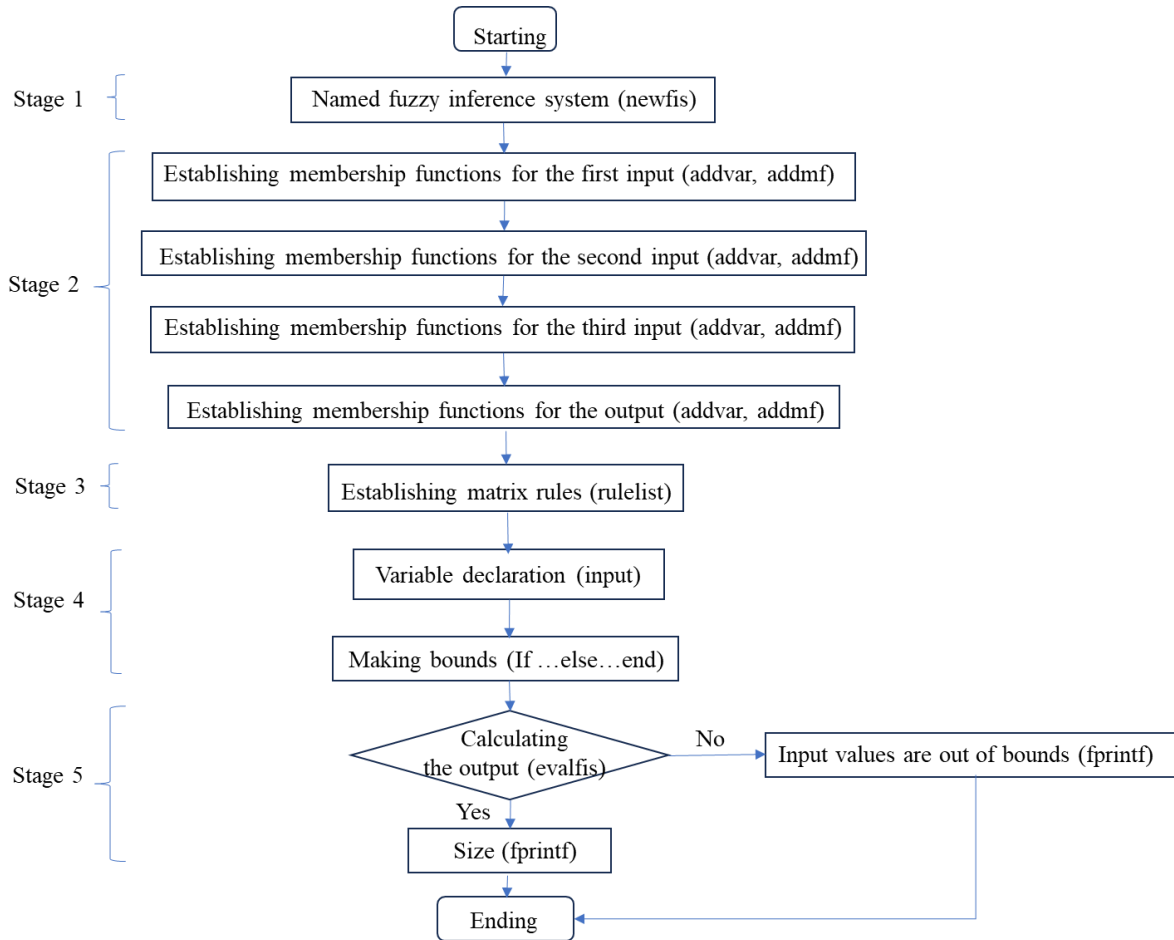 Starting
Stage 1
Named fuzzy inference system (newfis)
Stage 2
Establishing membership functions for the first input (addvar, addmf)
Establishing membership functions for the second input (addvar, addmf)
Establishing membership functions for the third input (addvar, addmf)
Establishing membership functions for the output (addvar, addmf)
Stage 3
Establishing matrix rules (rulelist)
Stage 4
Variable declaration (input)
Making bounds (If …else…end)
Stage 5
Calculating
the output (evalfis)
No
Input values are out of bounds (fprintf)
Yes
Size (fprintf)
Ending